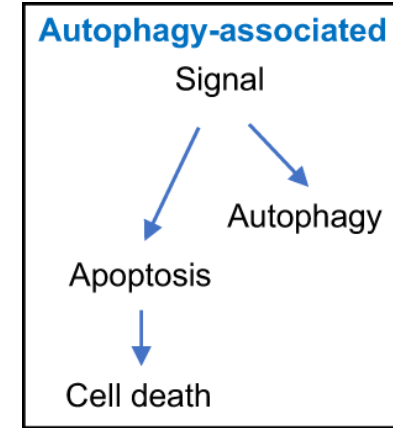 Autophagy-associated
Signal
Autophagy
Apoptosis
Cell death